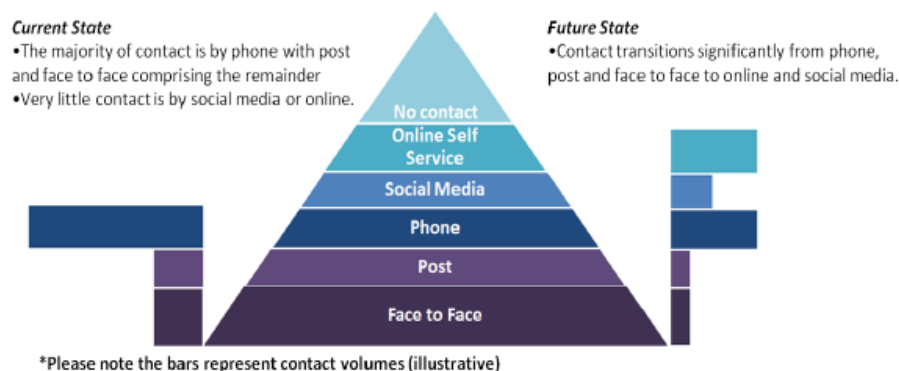 Current State
•The majority of contact is by phone with post
and face to face comprising the remainder
•Very little contact is by social media or online.
Future State
•Contact transitions significantly from phone,
post and face to face to online and social media.
No contact
Online Self
Service
Social Media
Phone
Post
Face to Face
*Please note the bars represent contact volumes (illustrative)